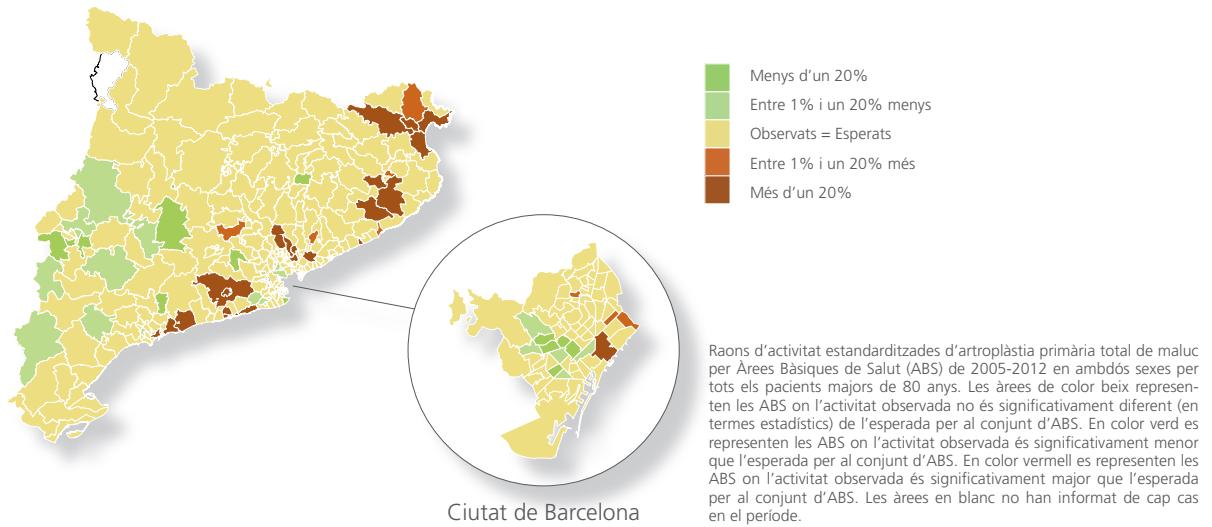 Menys d'un 20%
Entre 1% i un 20% menys
Observats = Esperats
Entre 1% i un 20% més
Més d'un 20%
Raons d'activitat estandarditzades d'artroplàstia primària total de maluc
per Àrees Bàsiques de Salut (ABS) de 2005-2012 en ambdós sexes per
tots els pacients majors de 80 anys. Les àrees de color beix represen-
ten les ABS on l'activitat observada no és significativament diferent (en
termes estadístics) de l'esperada per al conjunt d'ABS. En color verd es
representen les ABS on l'activitat observada és significativament menor
que l'esperada per al conjunt d'ABS. En color vermell es representen les
ABS on l'activitat observada és significativament major que l'esperada
per al conjunt d'ABS. Les àrees en blanc no han informat de cap cas
en el període.
Ciutat de Barcelona